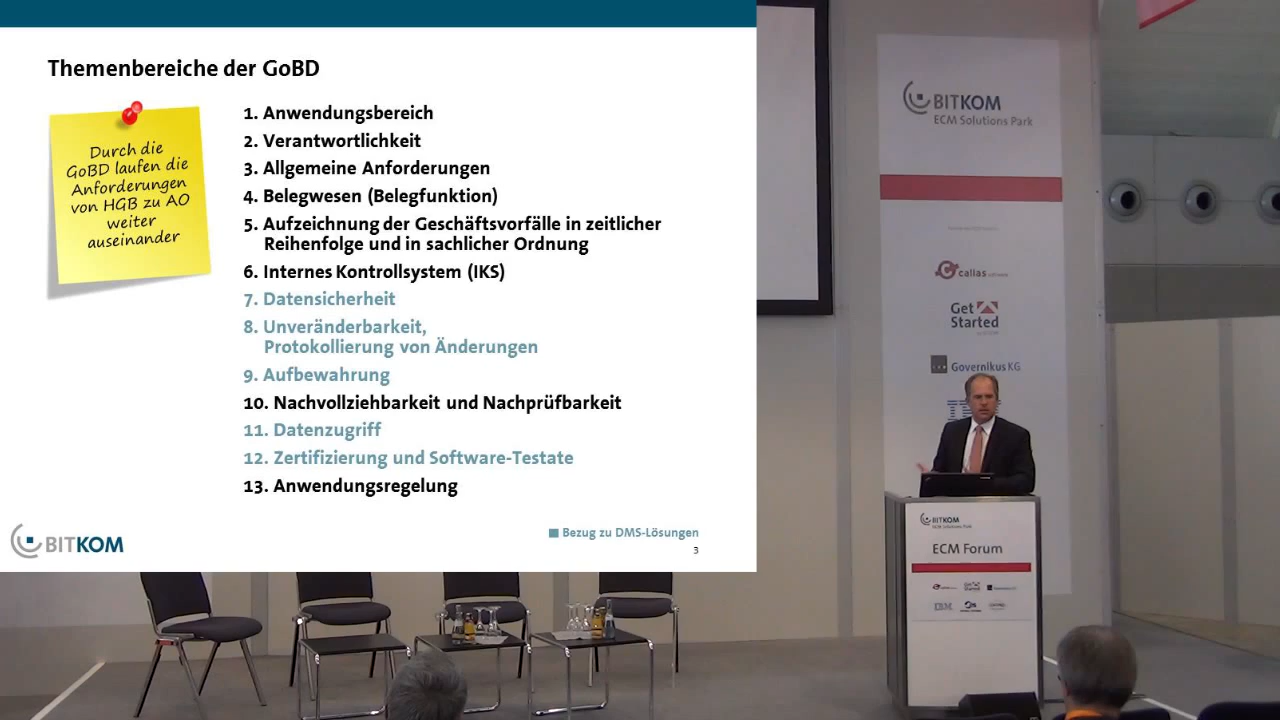 Themenbereiche der GoBD
Durch die
GoBD laufen die
Anforderungen
von HGB zu AO
weiter
auseinander
1. Anwendungsbereich
2. Verantwortlichkeit
3. Allgemeine Anforderungen
4. Belegwesen (Belegfunktion)
5. Aufzeichnung der Geschäftsvorfälle in zeitlicher
Reihenfolge und in sachlicher Ordnung
6. Internes Kontrollsystem (IKS)
7. Datensicherheit
8. Unveränderbarkeit,
Protokollierung von Änderungen
9. Aufbewahrung
10. Nachvollziehbarkeit und Nachprüfbarkeit
11. Datenzugriff
12. Zertifizierung und Software-Testate
13. Anwendungsregelung
BITKOM
Bezug zu DMS-Lösungen
3
BITKOM
ECM Solutions Park
callas software
Get
Started
Governikus KG
BITKOM
ECM Solutions Park
ECM Forum
IBM